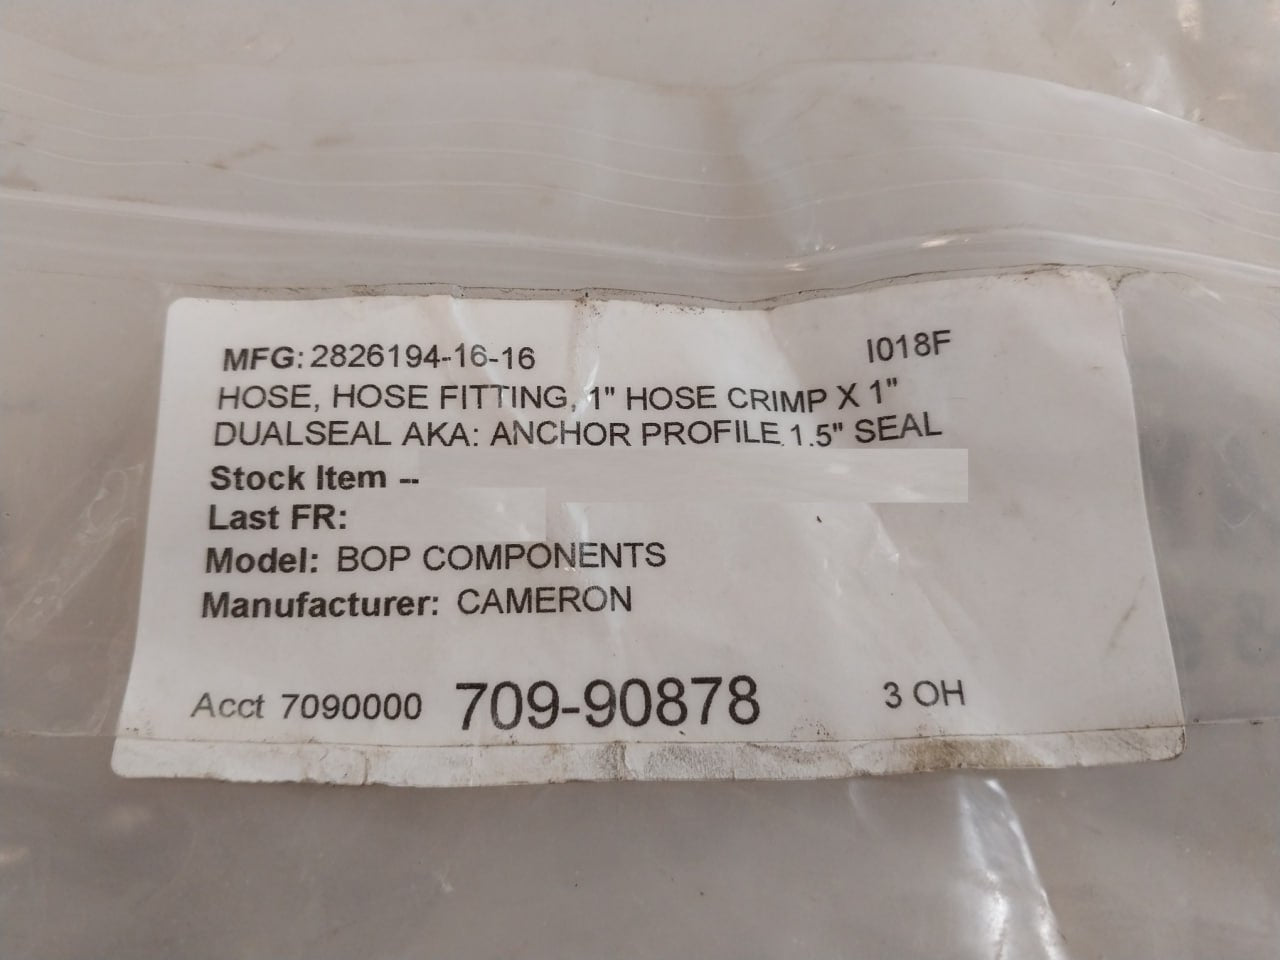 MFG: 2826194-16-16 I018F
HOSE, HOSE FITTING, 1" HOSE CRIMP X 1"
DUALSEAL AKA: ANCHOR PROFILE 1.5" SEAL
Stock Item --
Last FR:
Model: BOP COMPONENTS
Manufacturer: CAMERON
Acct 7090000 709-90878 3 OH